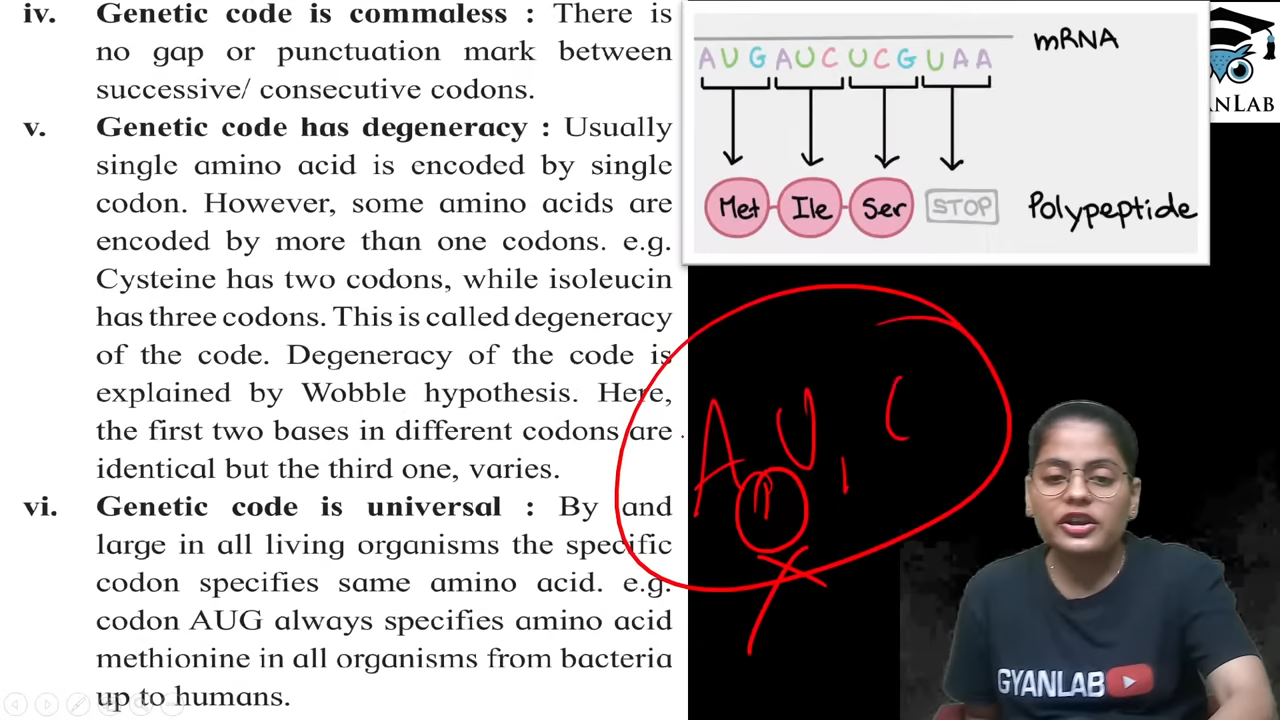 iv. Genetic code is commaless : There is
no gap or punctuation mark between
successive/ consecutive codons.
v. Genetic code has degeneracy : Usually
single amino acid is encoded by single
codon. However, some amino acids are
encoded by more than one codons. e.g.
Cysteine has two codons, while isoleucin
has three codons. This is called degeneracy
of the code. Degeneracy of the code is
explained by Wobble hypothesis. Here,
the first two bases in different codons are
identical but the third one, varies.
vi. Genetic code is universal : By and
large in all living organisms the specific
codon specifies same amino acid. e.g.
codon AUG always specifies amino acid
methionine in all organisms from bacteria
up to humans.
mRNA
AUG AUC UCG UAA
Met Ile Ser STOP
Polypeptide
A, U, C
GYANLAB